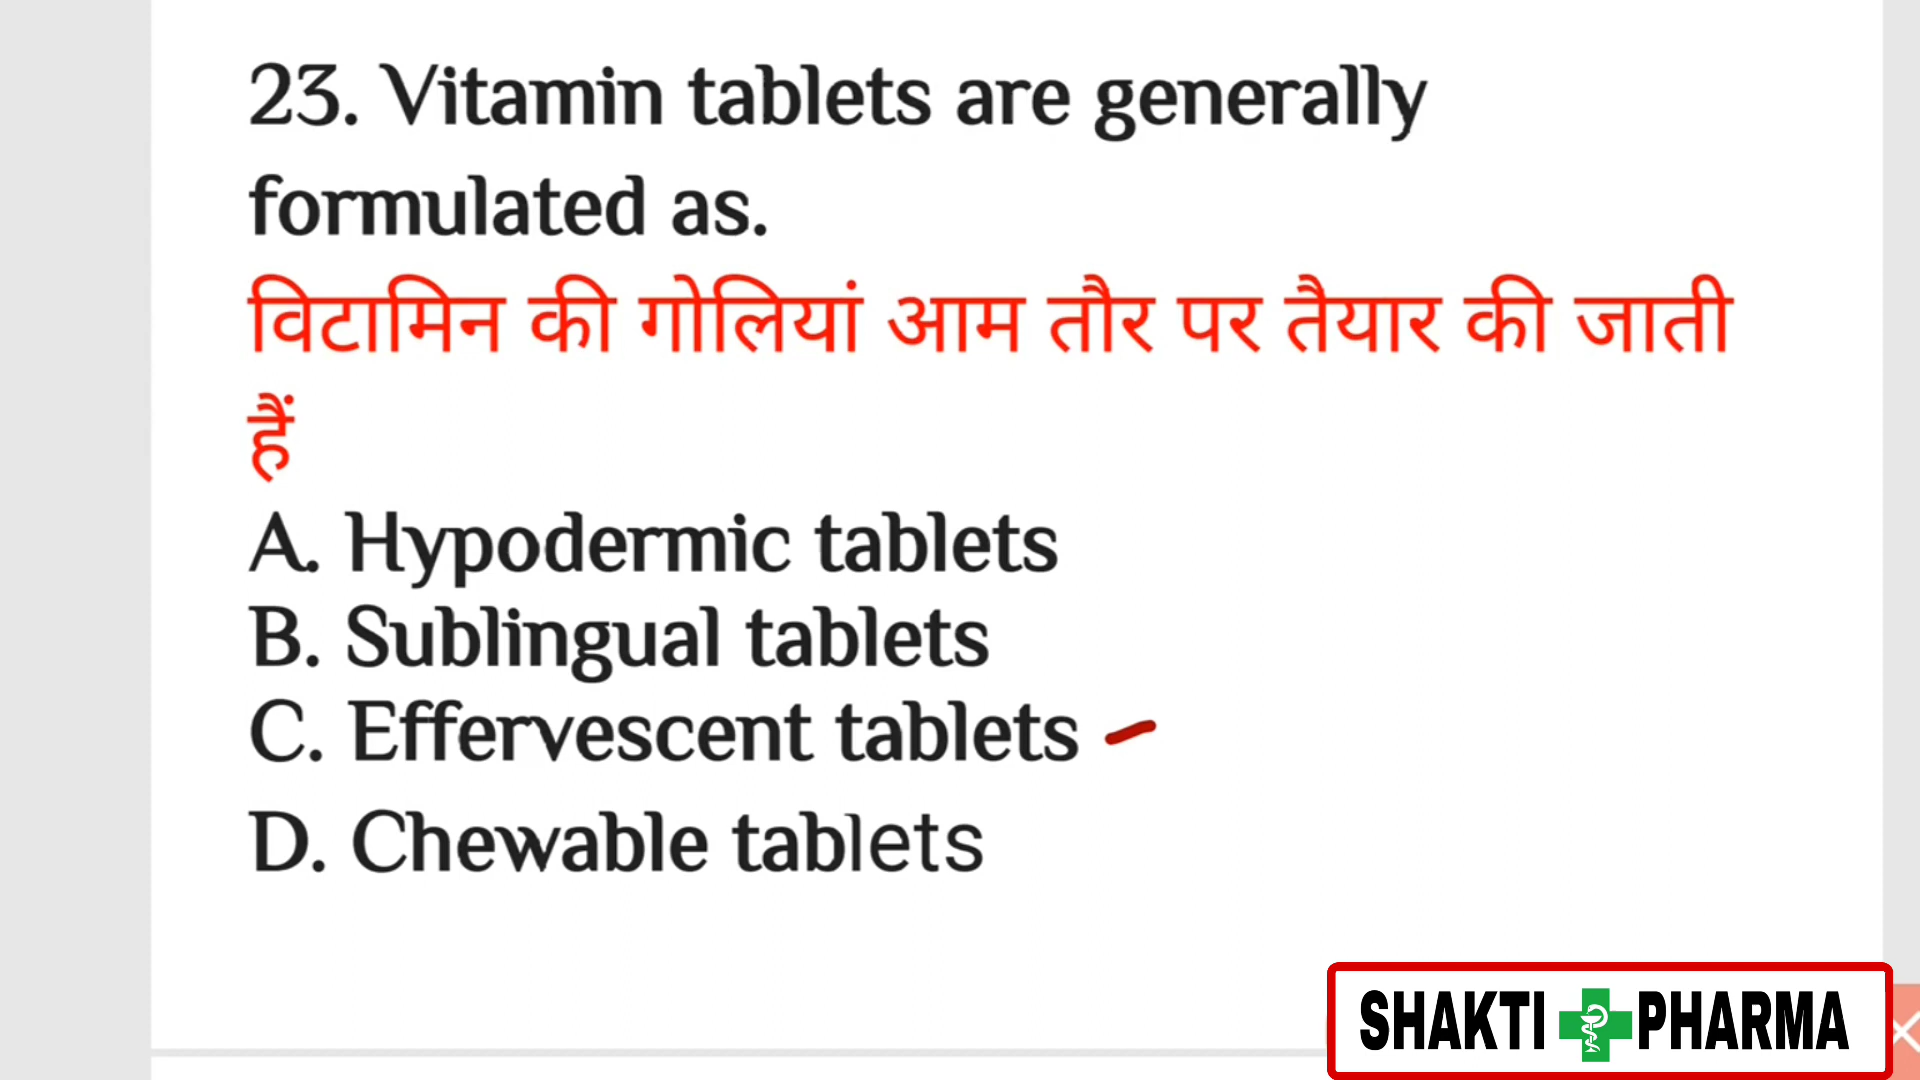 23. Vitamin tablets are generally
formulated as.
विटामिन की गोलियां आम तौर पर तैयार की जाती
हैं
A. Hypodermic tablets
B. Sublingual tablets
C. Effervescent tablets
D. Chewable tablets
SHAKTI PHARMA